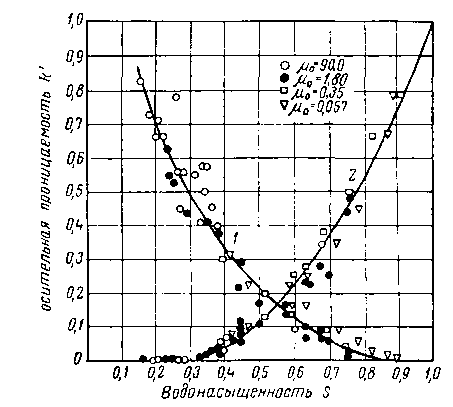 1,0
0,9
0,8
0,7
0,6
0,5
0,4
0,3
0,2
0,1
0
осительная проницаемость k'
μ₀=90,0
μ₀=1,80
μ₀=0,35
μ₀=0,057
1
2
0,1 0,2 0,3 0,4 0,5 0,6 0,7 0,8 0,9 1,0
Водонасыщенность s